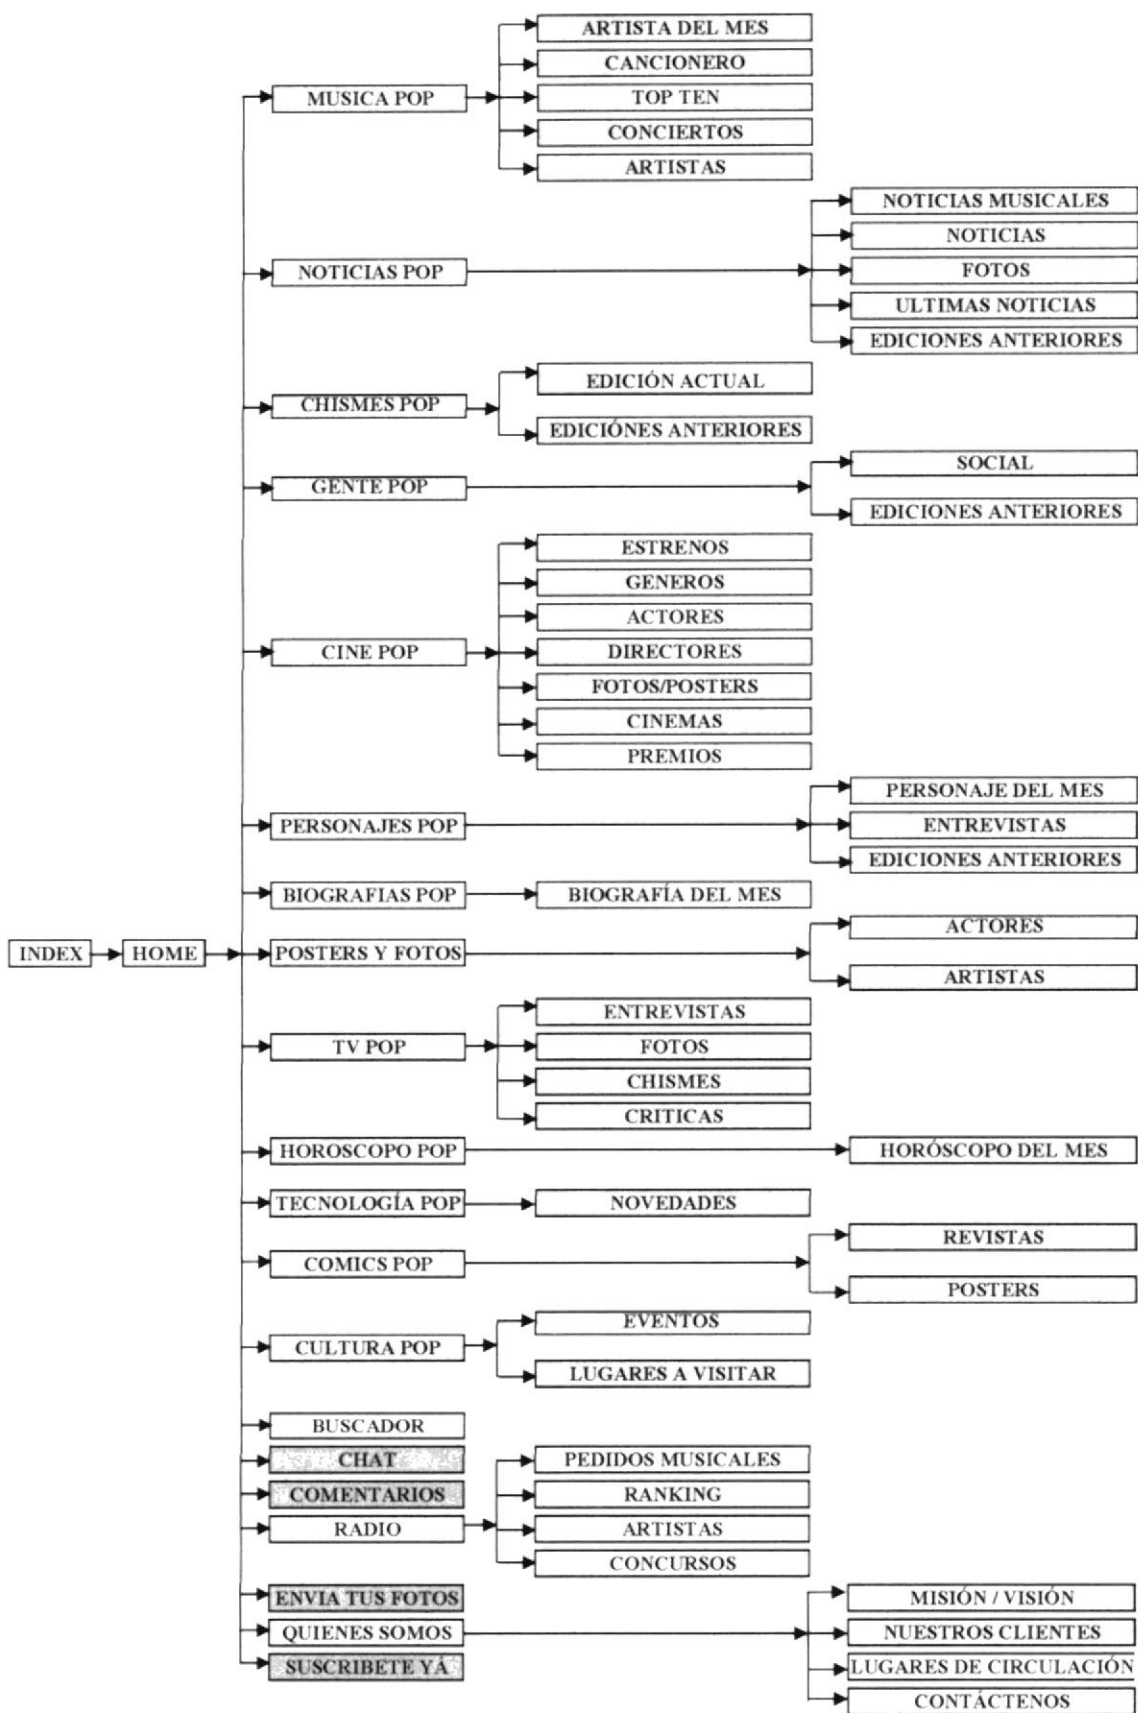 INDEX
HOME
MUSICA POP
ARTISTA DEL MES
CANCIONERO
TOP TEN
CONCIERTOS
ARTISTAS
NOTICIAS POP
NOTICIAS MUSICALES
NOTICIAS
FOTOS
ULTIMAS NOTICIAS
EDICIONES ANTERIORES
CHISMES POP
EDICIÓN ACTUAL
EDICIÓNES ANTERIORES
GENTE POP
SOCIAL
EDICIONES ANTERIORES
CINE POP
ESTRENOS
GENEROS
ACTORES
DIRECTORES
FOTOS/POSTERS
CINEMAS
PREMIOS
PERSONAJES POP
PERSONAJE DEL MES
ENTREVISTAS
EDICIONES ANTERIORES
BIOGRAFIAS POP
BIOGRAFÍA DEL MES
POSTERS Y FOTOS
ACTORES
ARTISTAS
TV POP
ENTREVISTAS
FOTOS
CHISMES
CRITICAS
HOROSCOPO POP
HORÓSCOPO DEL MES
TECNOLOGÍA POP
NOVEDADES
COMICS POP
REVISTAS
POSTERS
CULTURA POP
EVENTOS
LUGARES A VISITAR
BUSCADOR
CHAT
COMENTARIOS
RADIO
PEDIDOS MUSICALES
RANKING
ARTISTAS
CONCURSOS
ENVIA TUS FOTOS
QUIENES SOMOS
MISIÓN / VISIÓN
NUESTROS CLIENTES
LUGARES DE CIRCULACIÓN
CONTÁCTENOS
SUSCRIBETE YÁ